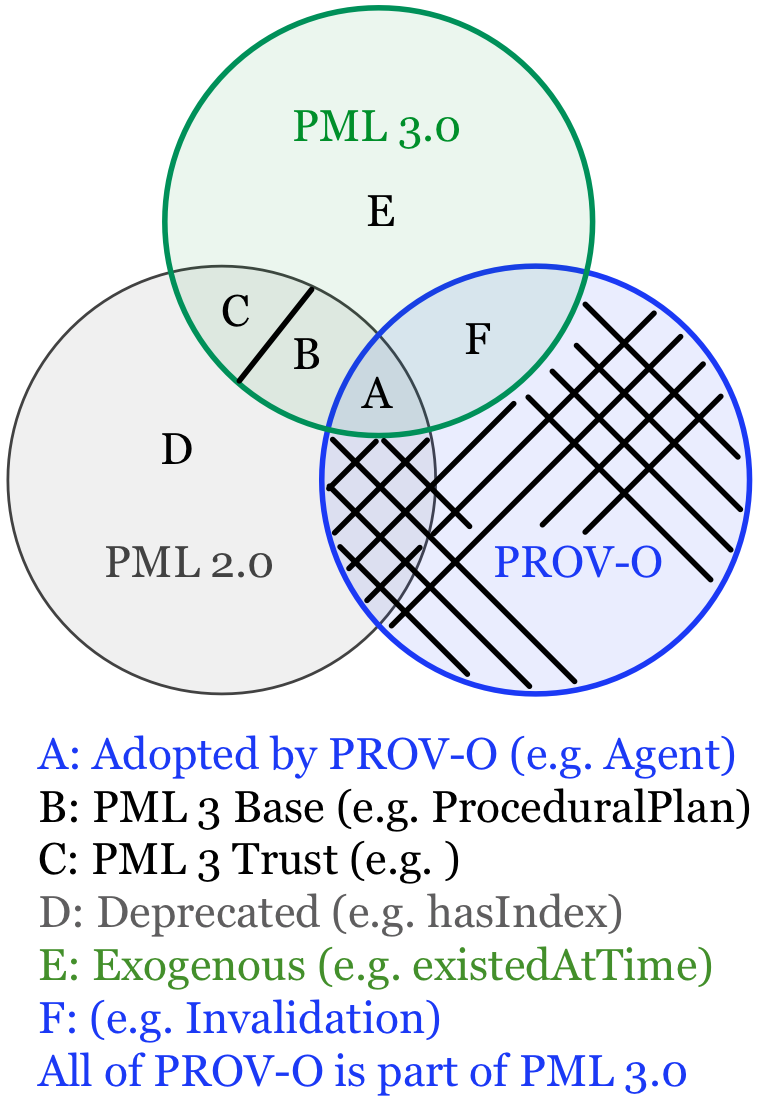 PML 3.0
E
C
B
F
A
D
PML 2.0
PROV-O
A: Adopted by PROV-O (e.g. Agent)
B: PML 3 Base (e.g. ProceduralPlan)
C: PML 3 Trust (e.g. )
D: Deprecated (e.g. hasIndex)
E: Exogenous (e.g. existedAtTime)
F: (e.g. Invalidation)
All of PROV-O is part of PML 3.0